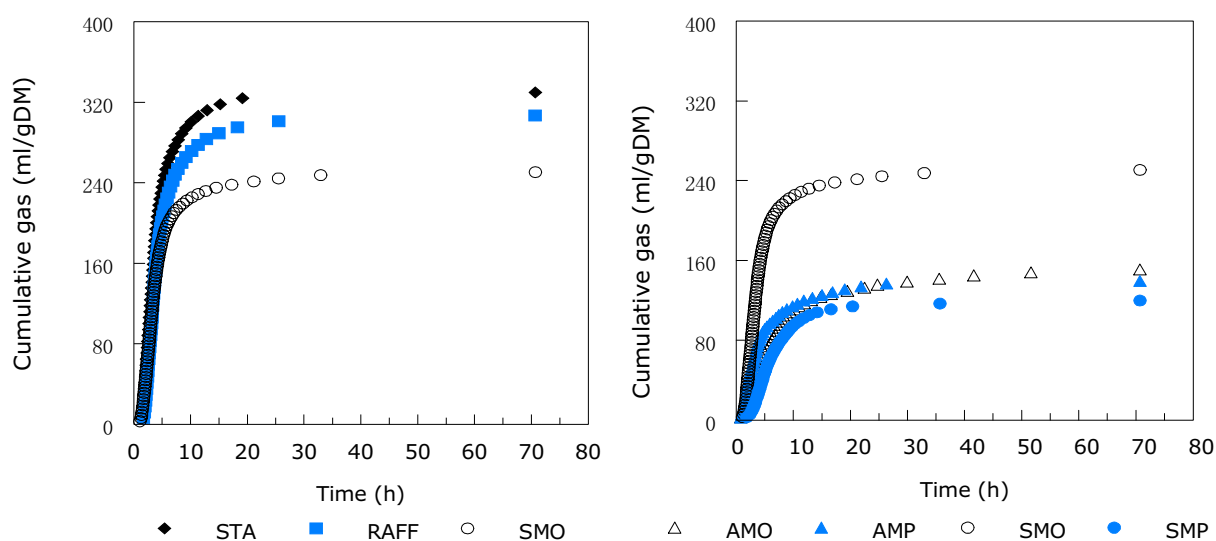 Cumulative gas (ml/gDM)
400
320
240
160
80
0
0 10 20 30 40 50 60 70 80
Time (h)
STA RAFF SMO
Cumulative gas (ml/gDM)
400
320
240
160
80
0
0 10 20 30 40 50 60 70 80
Time (h)
AMO AMP SMO SMP